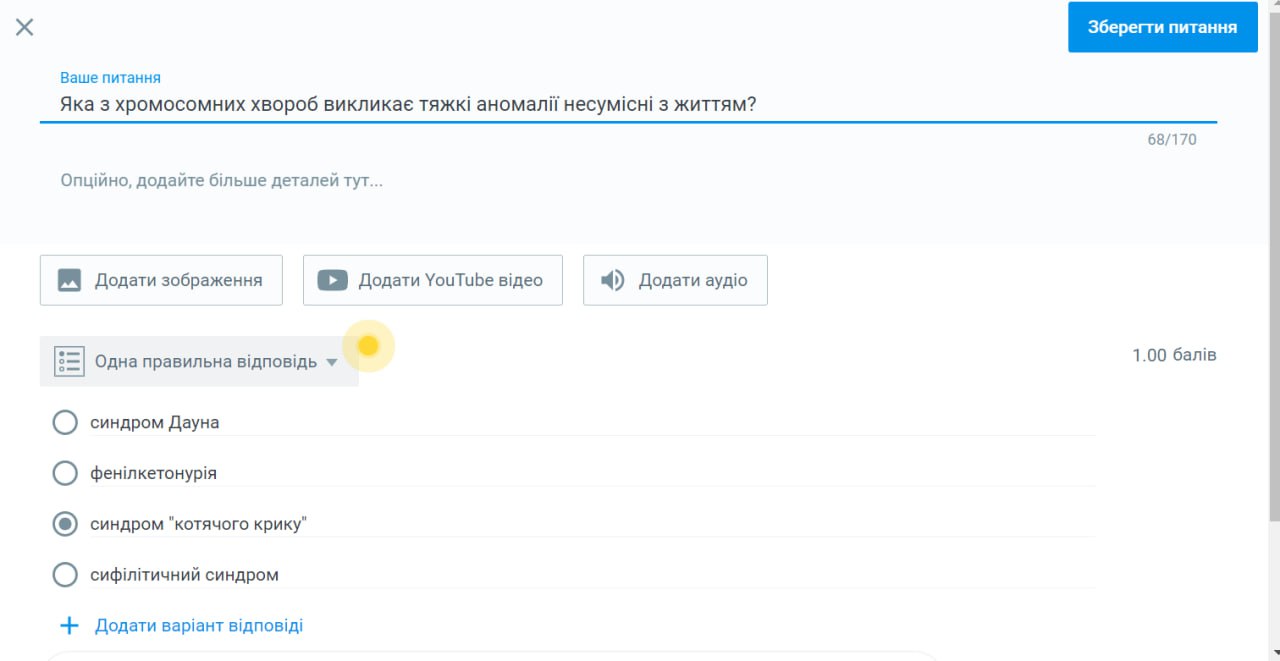 Зберегти питання
Ваше питання
Яка з хромосомних хвороб викликає тяжкі аномалії несумісні з життям?
68/170
Опційно, додайте більше деталей тут...
Додати зображення
Додати YouTube відео
Додати аудіо
Одна правильна відповідь
1.00 балів
синдром Дауна
фенілкетонурія
синдром "котячого крику"
сифілітичний синдром
Додати варіант відповіді